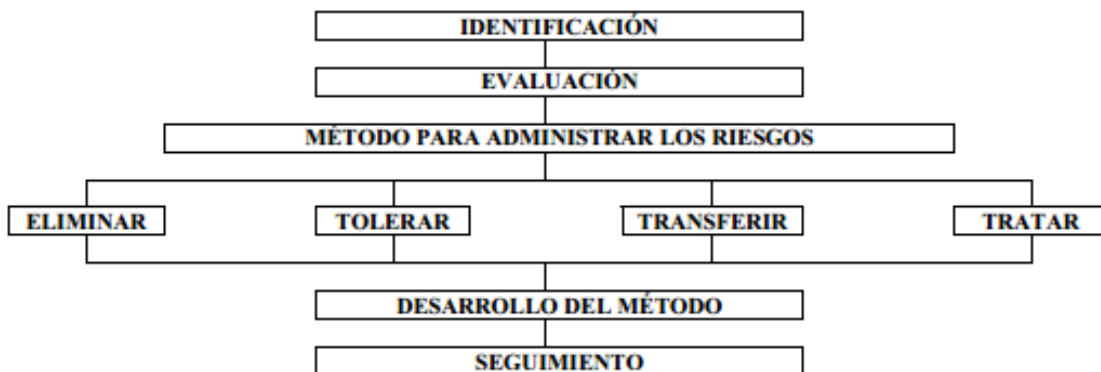 IDENTIFICACIÓN
EVALUACIÓN
MÉTODO PARA ADMINISTRAR LOS RIESGOS
ELIMINAR
TOLERAR
TRANSFERIR
TRATAR
DESARROLLO DEL MÉTODO
SEGUIMIENTO